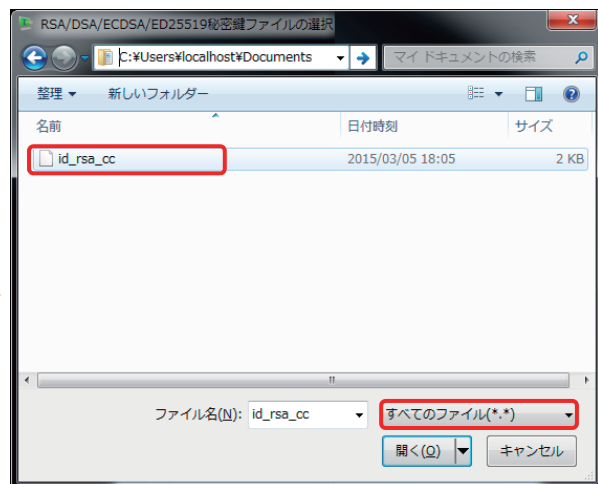 RSA/DSA/ECDSA/ED25519秘密鍵ファイルの選択
C:¥Users¥localhost¥Documents
マイ ドキュメントの検索
整理 新しいフォルダー
名前 日付時刻 サイズ
id_rsa_cc 2015/03/05 18:05 2 KB
ファイル名(N): id_rsa_cc すべてのファイル(*.*)
開く(O) キャンセル